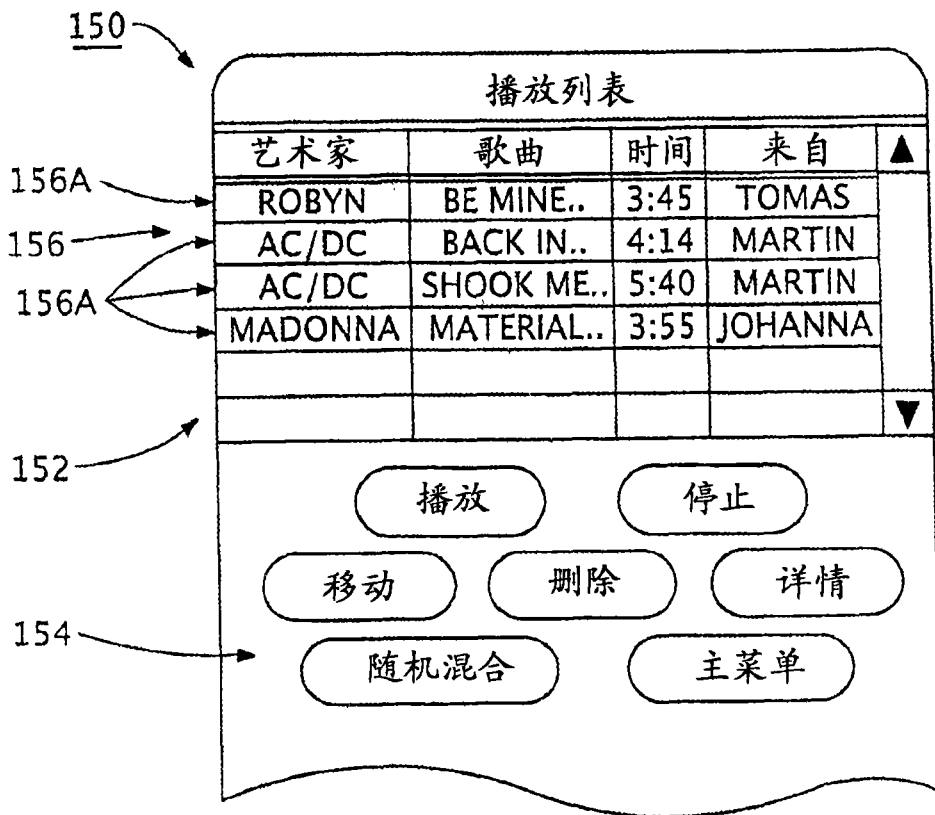 150
播放列表
艺术家 歌曲 时间 来自 ▲
156A ROBYN BE MINE.. 3:45 TOMAS
156 AC/DC BACK IN.. 4:14 MARTIN
156A AC/DC SHOOK ME.. 5:40 MARTIN
MADONNA MATERIAL.. 3:55 JOHANNA
▼
152
播放 停止
移动 删除 详情
154
随机混合 主菜单